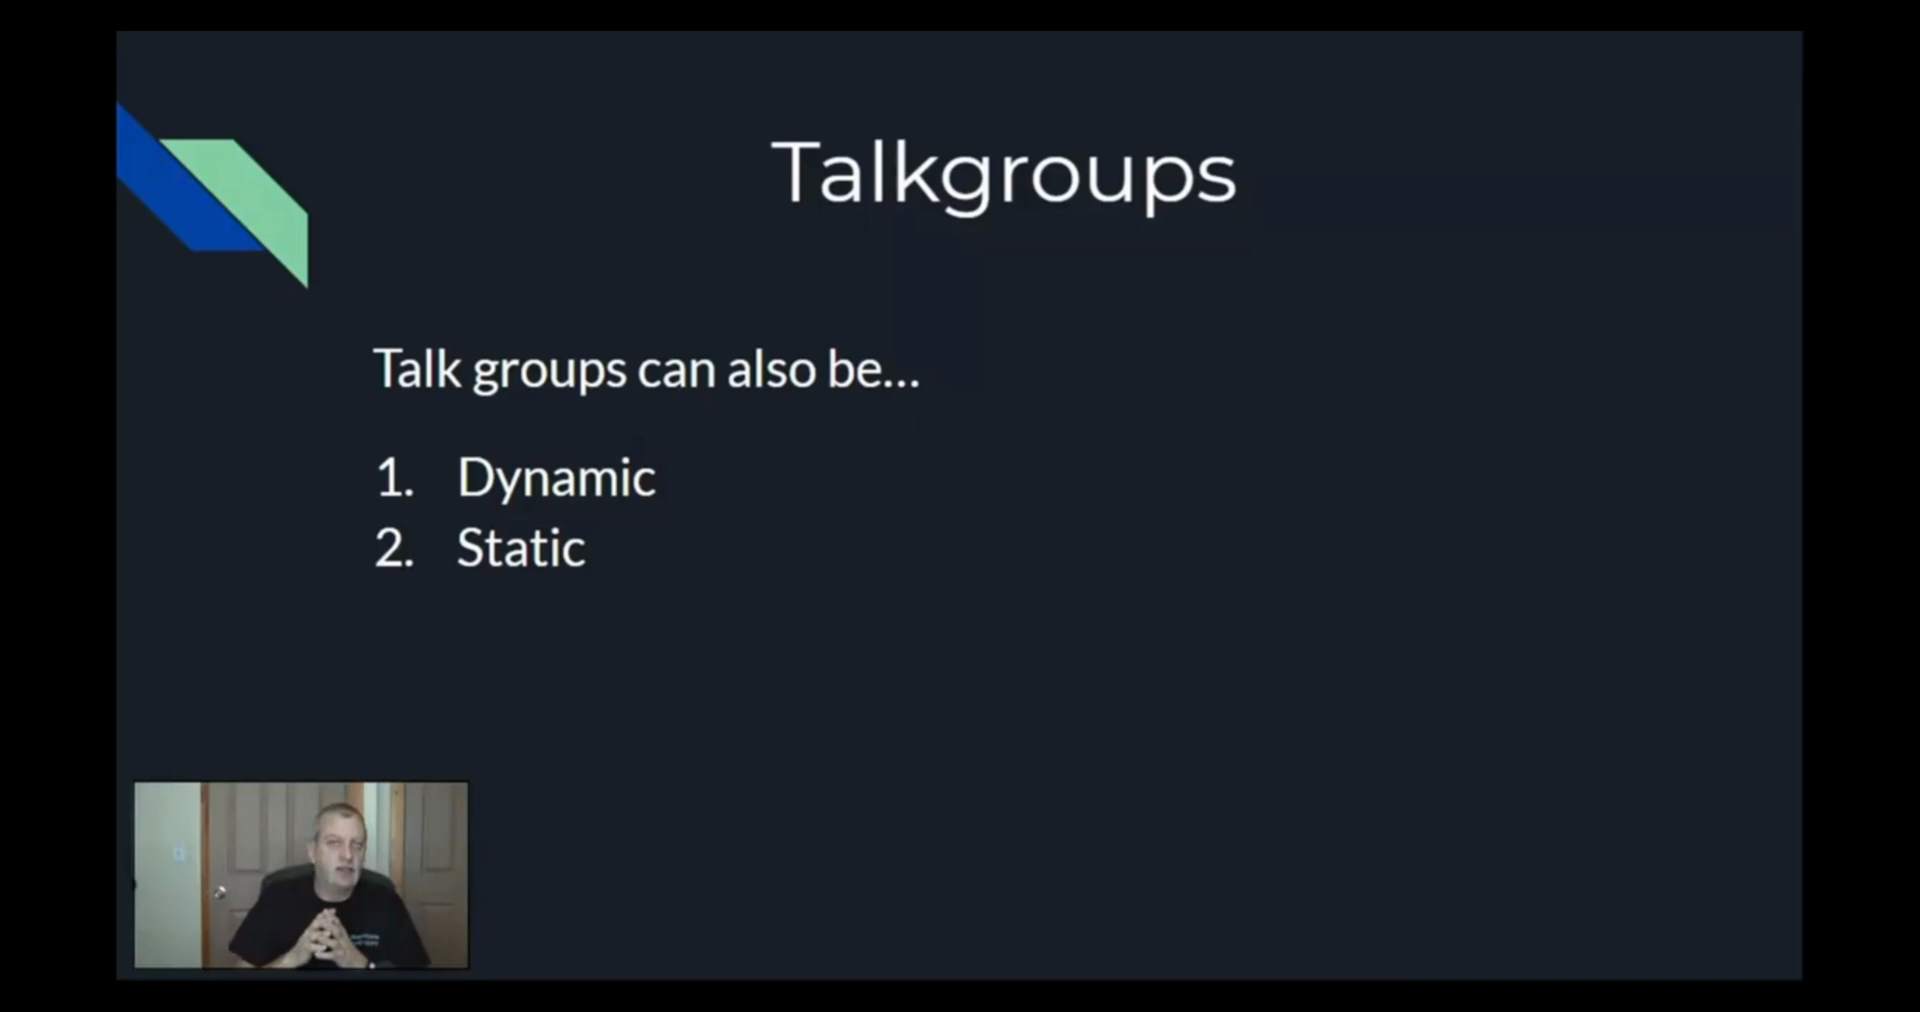 Talkgroups
Talk groups can also be...
1. Dynamic
2. Static